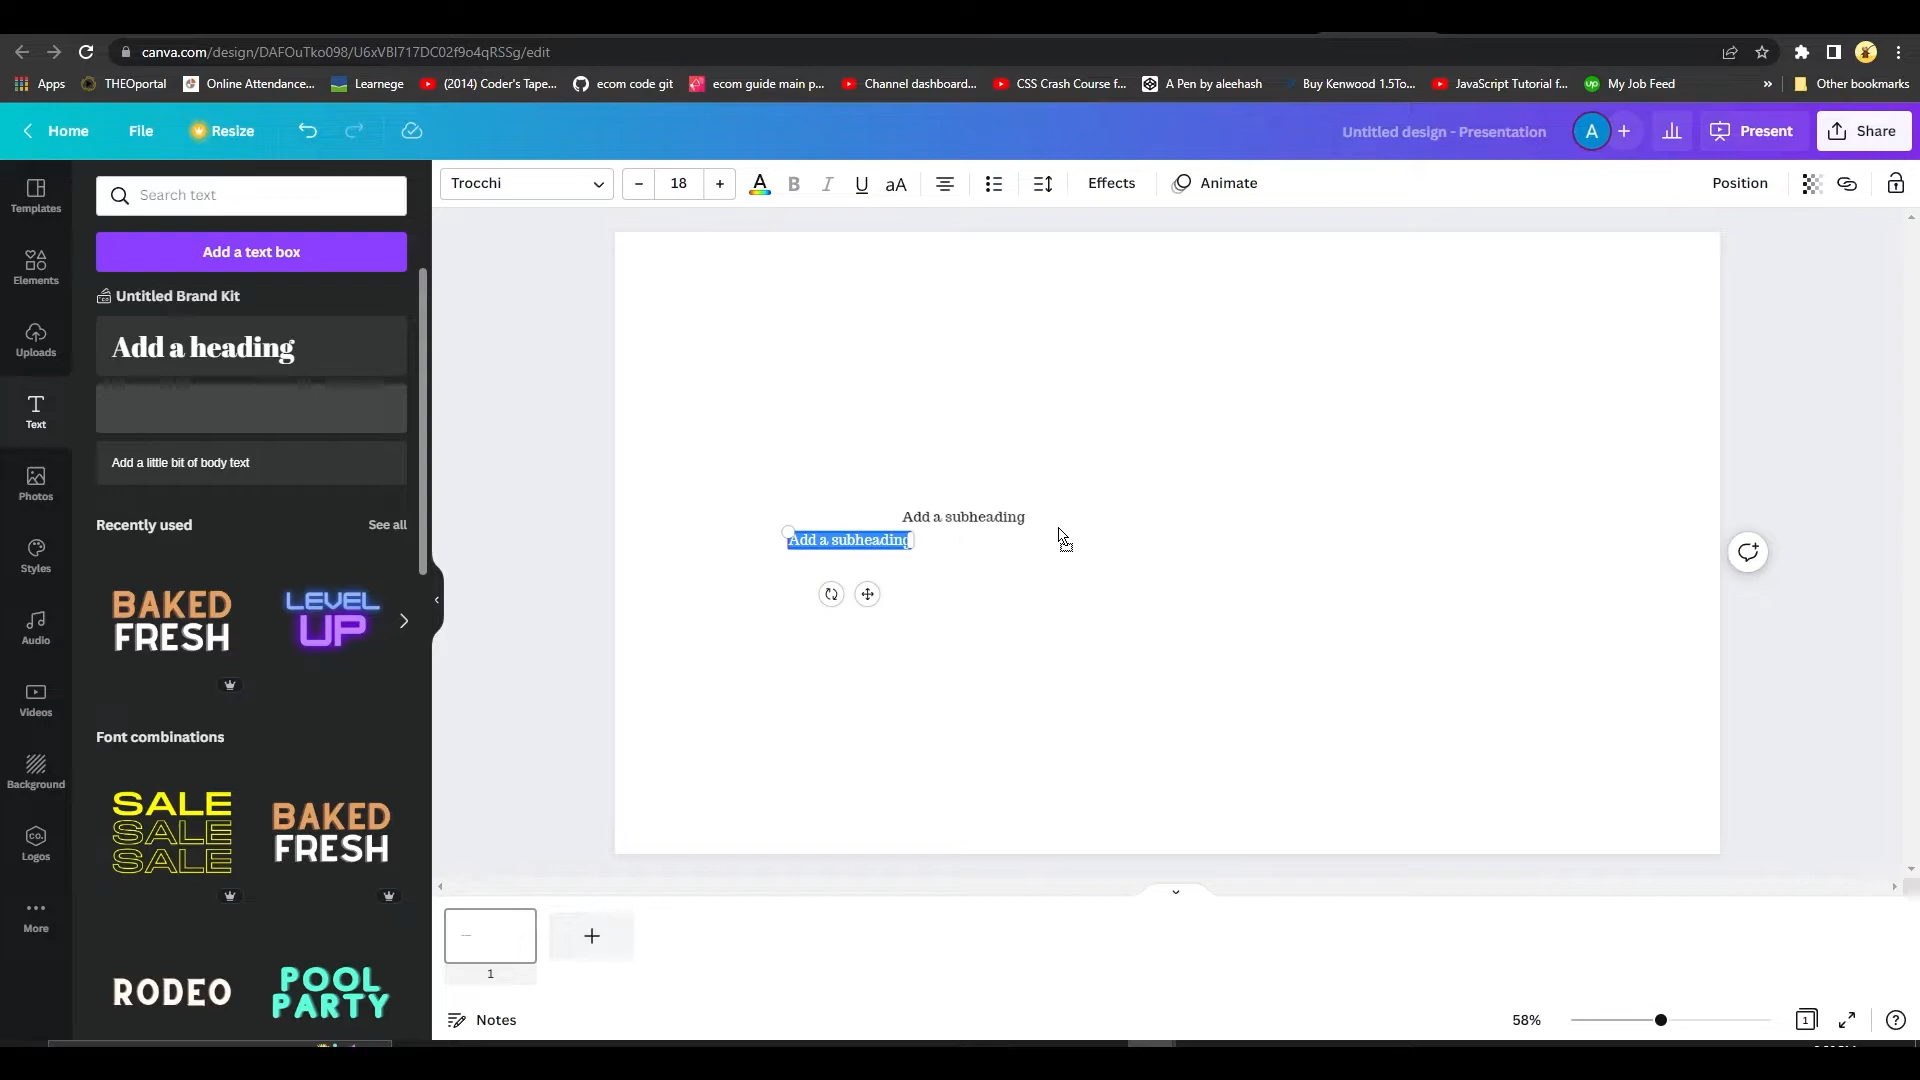 canva.com/design/DAFOuTko098/U6xVBI717DC02f9o4qRSSg/edit
Apps THEOportal Online Attendance... Learnege (2014) Coder's Tape... ecom code git ecom guide main p... Channel dashboard... CSS Crash Course f... A Pen by aleehash Buy Kenwood 1.5To... JavaScript Tutorial f... My Job Feed » Other bookmarks
Home File Resize Untitled design - Presentation A Present Share
Trocchi 18 A B I U aA Effects Animate Position
Templates
Elements
Uploads
Text
Photos
Styles
Audio
Videos
Background
Logos
More
Search text
Add a text box
Untitled Brand Kit
Add a heading
Add a little bit of body text
Recently used See all
BAKED
FRESH
LEVEL
UP
Font combinations
SALE
SALE
SALE
BAKED
FRESH
RODEO
POOL
PARTY
Add a subheading
Add a subheading
1
Notes 58% 1